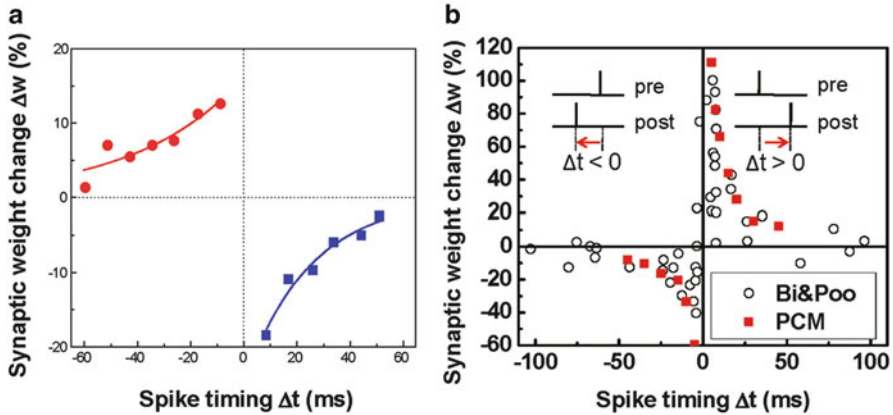 a
Synaptic weight change Δw (%)
20
10
0
-10
-20
-60
-40
-20
0
20
40
60
Spike timing Δt (ms)
b
Synaptic weight change Δw (%)
120
100
80
60
40
20
0
-20
-40
-60
pre
post
Δt < 0
pre
post
Δt > 0
Bi&Poo
PCM
-100
-50
0
50
100
Spike timing Δt (ms)